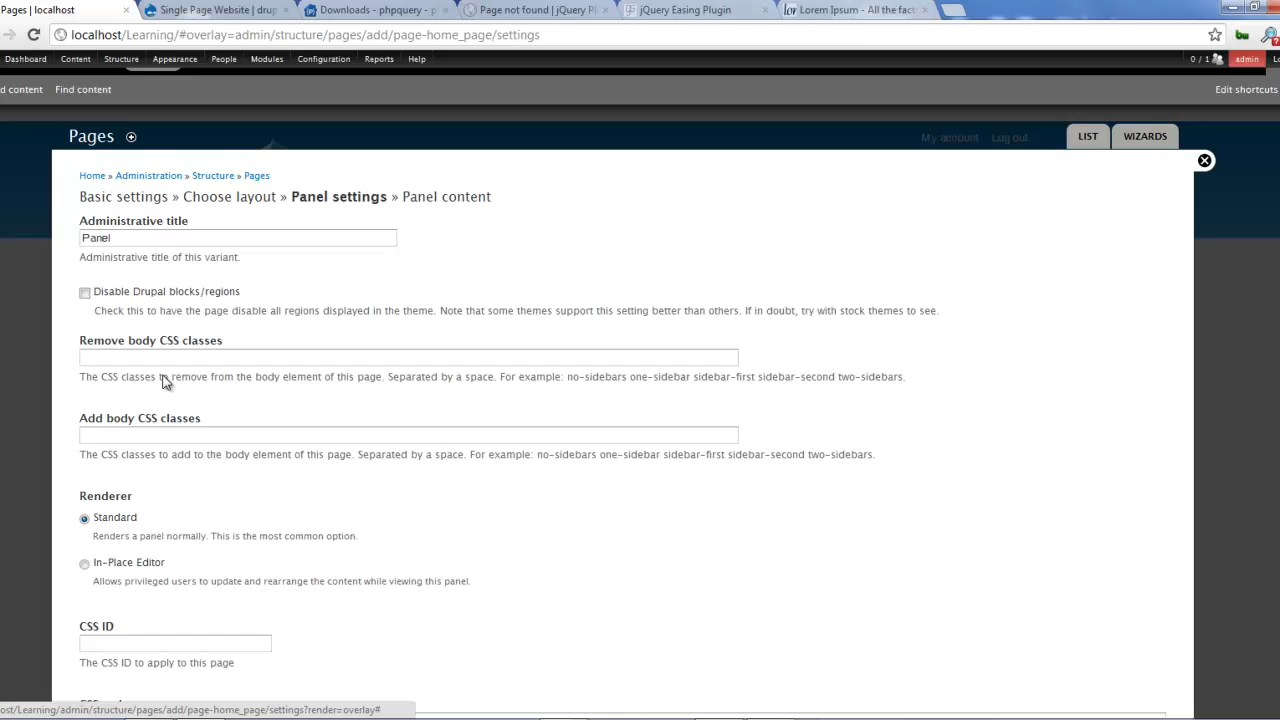 Pages | localhost
Single Page Website | drup
Downloads - phpquery - p
Page not found | jQuery Pl
jQuery Easing Plugin
Lorem Ipsum - All the fact
localhost/Learning/#overlay=admin/structure/pages/add/page-home_page/settings
Dashboard Content Structure Appearance People Modules Configuration Reports Help 0 / 1 admin Lo
d content Find content Edit shortcuts
Pages My account Log out LIST WIZARDS
Home » Administration » Structure » Pages
Basic settings » Choose layout » Panel settings » Panel content
Administrative title
Panel
Administrative title of this variant.
Disable Drupal blocks/regions
Check this to have the page disable all regions displayed in the theme. Note that some themes support this setting better than others. If in doubt, try with stock themes to see.
Remove body CSS classes
The CSS classes to remove from the body element of this page. Separated by a space. For example: no-sidebars one-sidebar sidebar-first sidebar-second two-sidebars.
Add body CSS classes
The CSS classes to add to the body element of this page. Separated by a space. For example: no-sidebars one-sidebar sidebar-first sidebar-second two-sidebars.
Renderer
Standard
Renders a panel normally. This is the most common option.
In-Place Editor
Allows privileged users to update and rearrange the content while viewing this panel.
CSS ID
The CSS ID to apply to this page
ost/Learning/admin/structure/pages/add/page-home_page/settings?render=overlay#